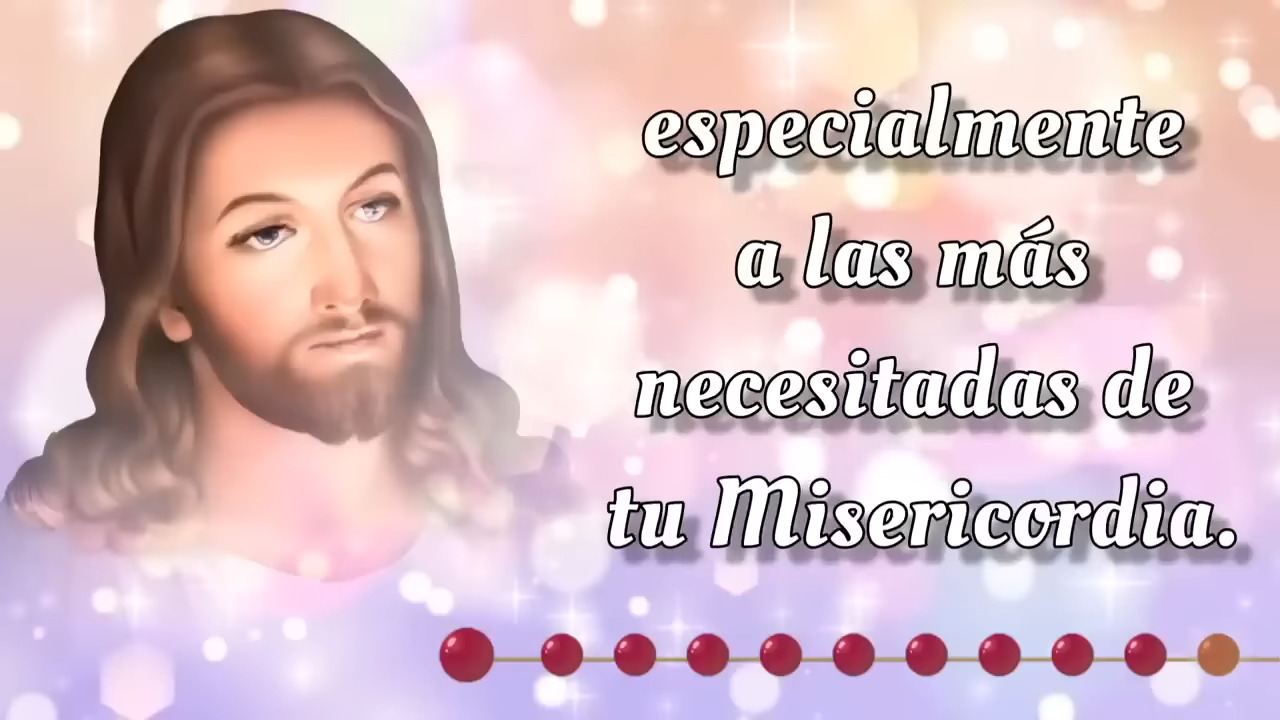 especialmente
a las más
necesitadas de
tu Misericordia.